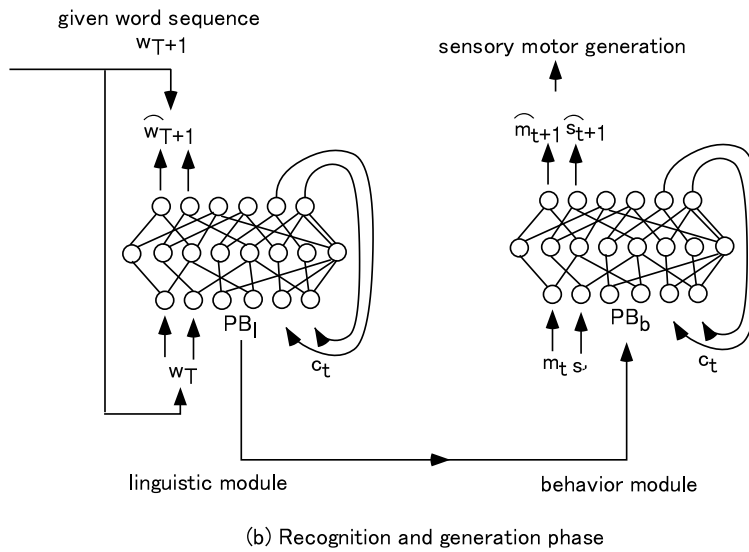 given word sequence
wT+1
sensory motor generation
ŵT+1
m̂t+1 ŝt+1
PBl
PBb
wT
ct
mt s,
ct
linguistic module
behavior module
(b) Recognition and generation phase